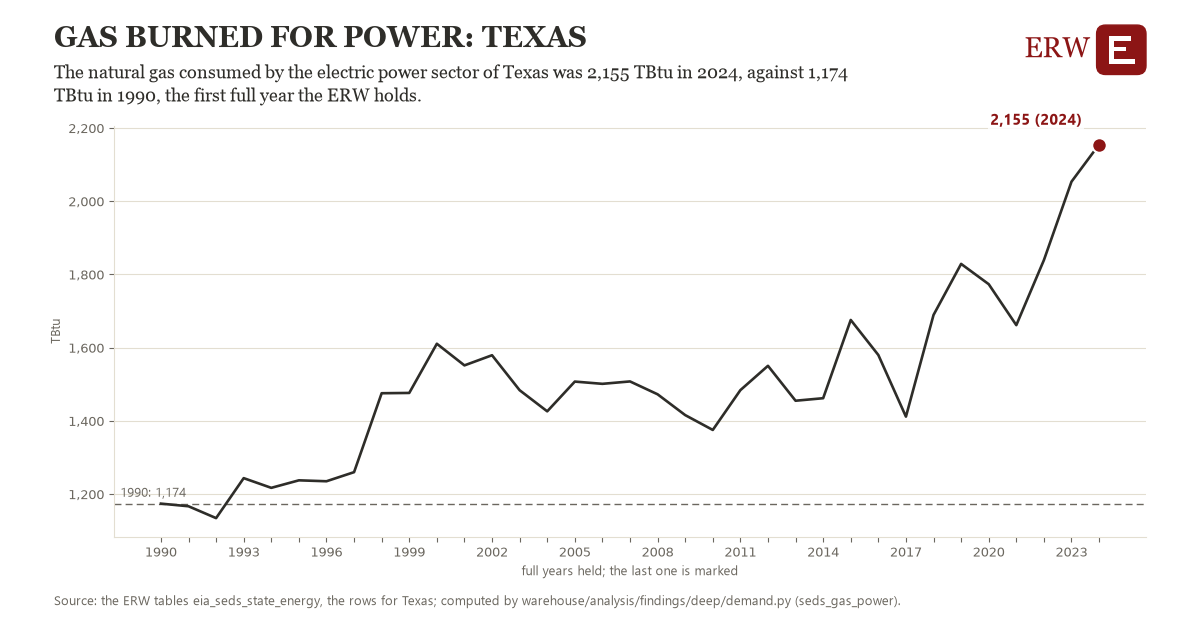 GAS BURNED FOR POWER: TEXAS
ERW E
The natural gas consumed by the electric power sector of Texas was 2,155 TBtu in 2024, against 1,174
TBtu in 1990, the first full year the ERW holds.
2,155 (2024)
2,200
2,000
1,800
1,600
1,400
1,200
TBtu
1990: 1,174
1990 1993 1996 1999 2002 2005 2008 2011 2014 2017 2020 2023
full years held; the last one is marked
Source: the ERW tables eia_seds_state_energy, the rows for Texas; computed by warehouse/analysis/findings/deep/demand.py (seds_gas_power).